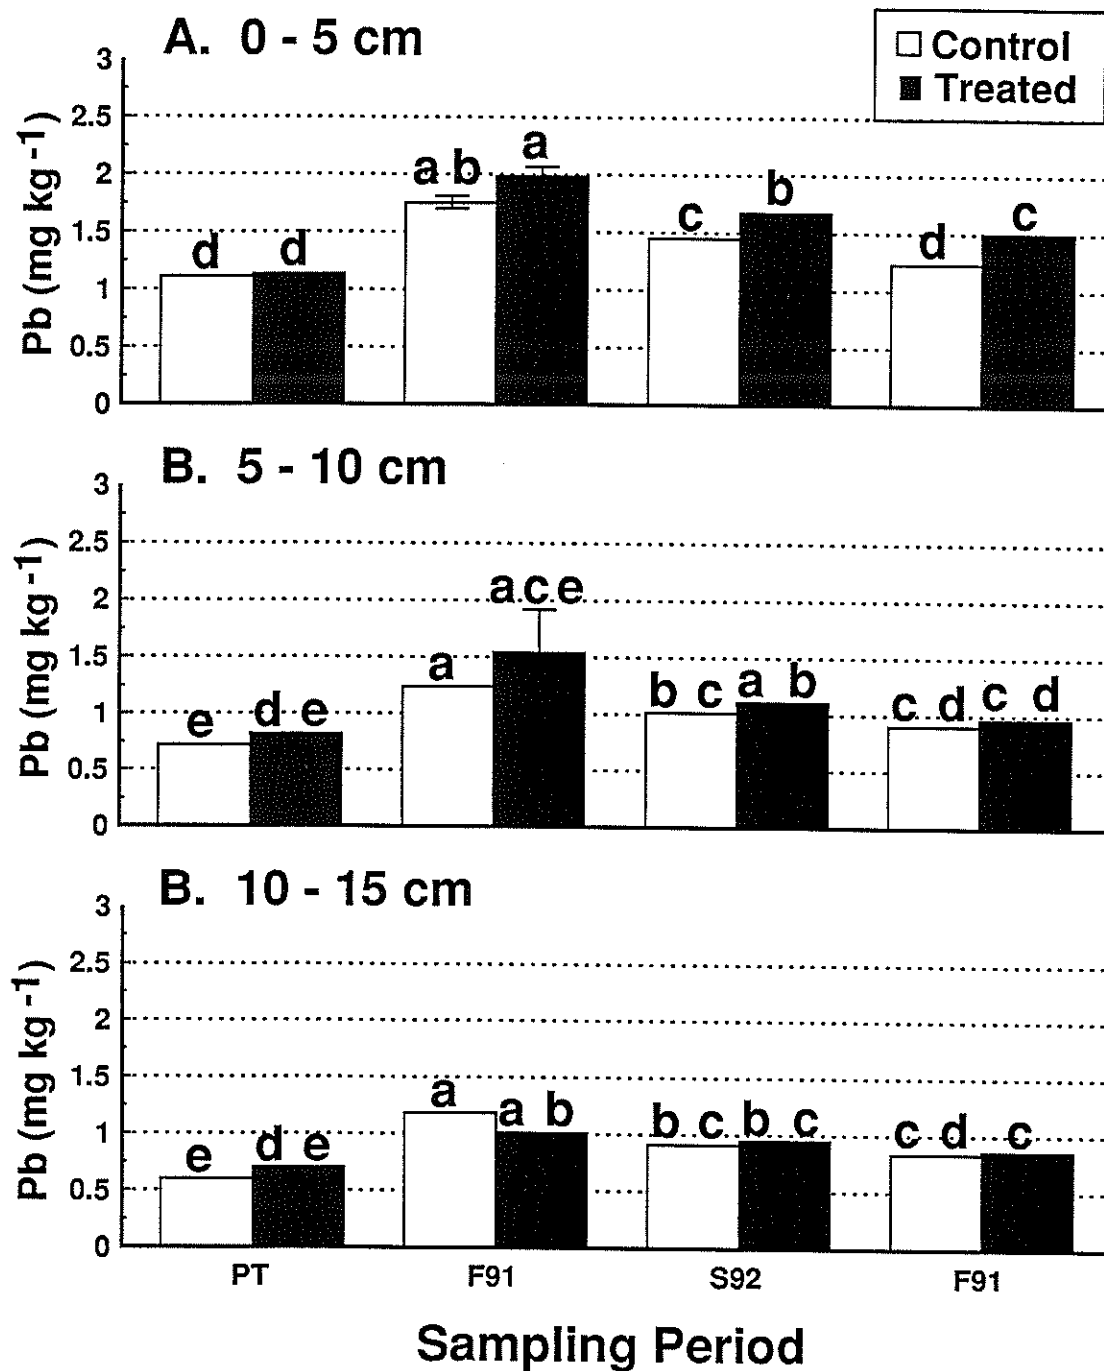 A. 0 - 5 cm
Control
Treated
Pb (mg kg -1)
3
2.5
2
1.5
1
0.5
0
d
d
a b
a
c
b
d
c
B. 5 - 10 cm
Pb (mg kg -1)
3
2.5
2
1.5
1
0.5
0
e
d e
a
a c e
b c
a b
c d
c d
B. 10 - 15 cm
Pb (mg kg -1)
3
2.5
2
1.5
1
0.5
0
e
d e
a
a b
b c
b c
c d
c
PT
F91
S92
F91
Sampling Period